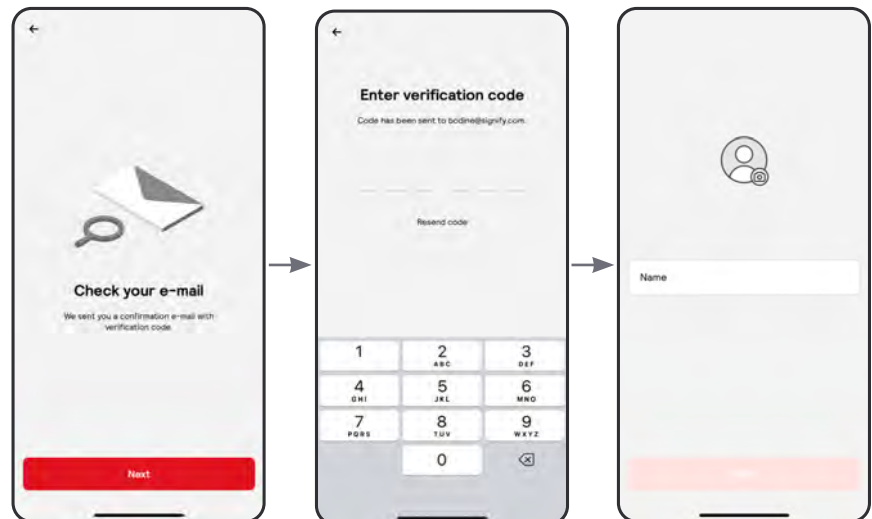 Check your e-mail
We sent you a confirmation e-mail with
verification code
Next
Enter verification code
Code has been sent to bodine@signify.com
Resend code
1
2
ABC
3
DEF
4
GHI
5
JKL
6
MNO
7
PQRS
8
TUV
9
WXYZ
0
Name